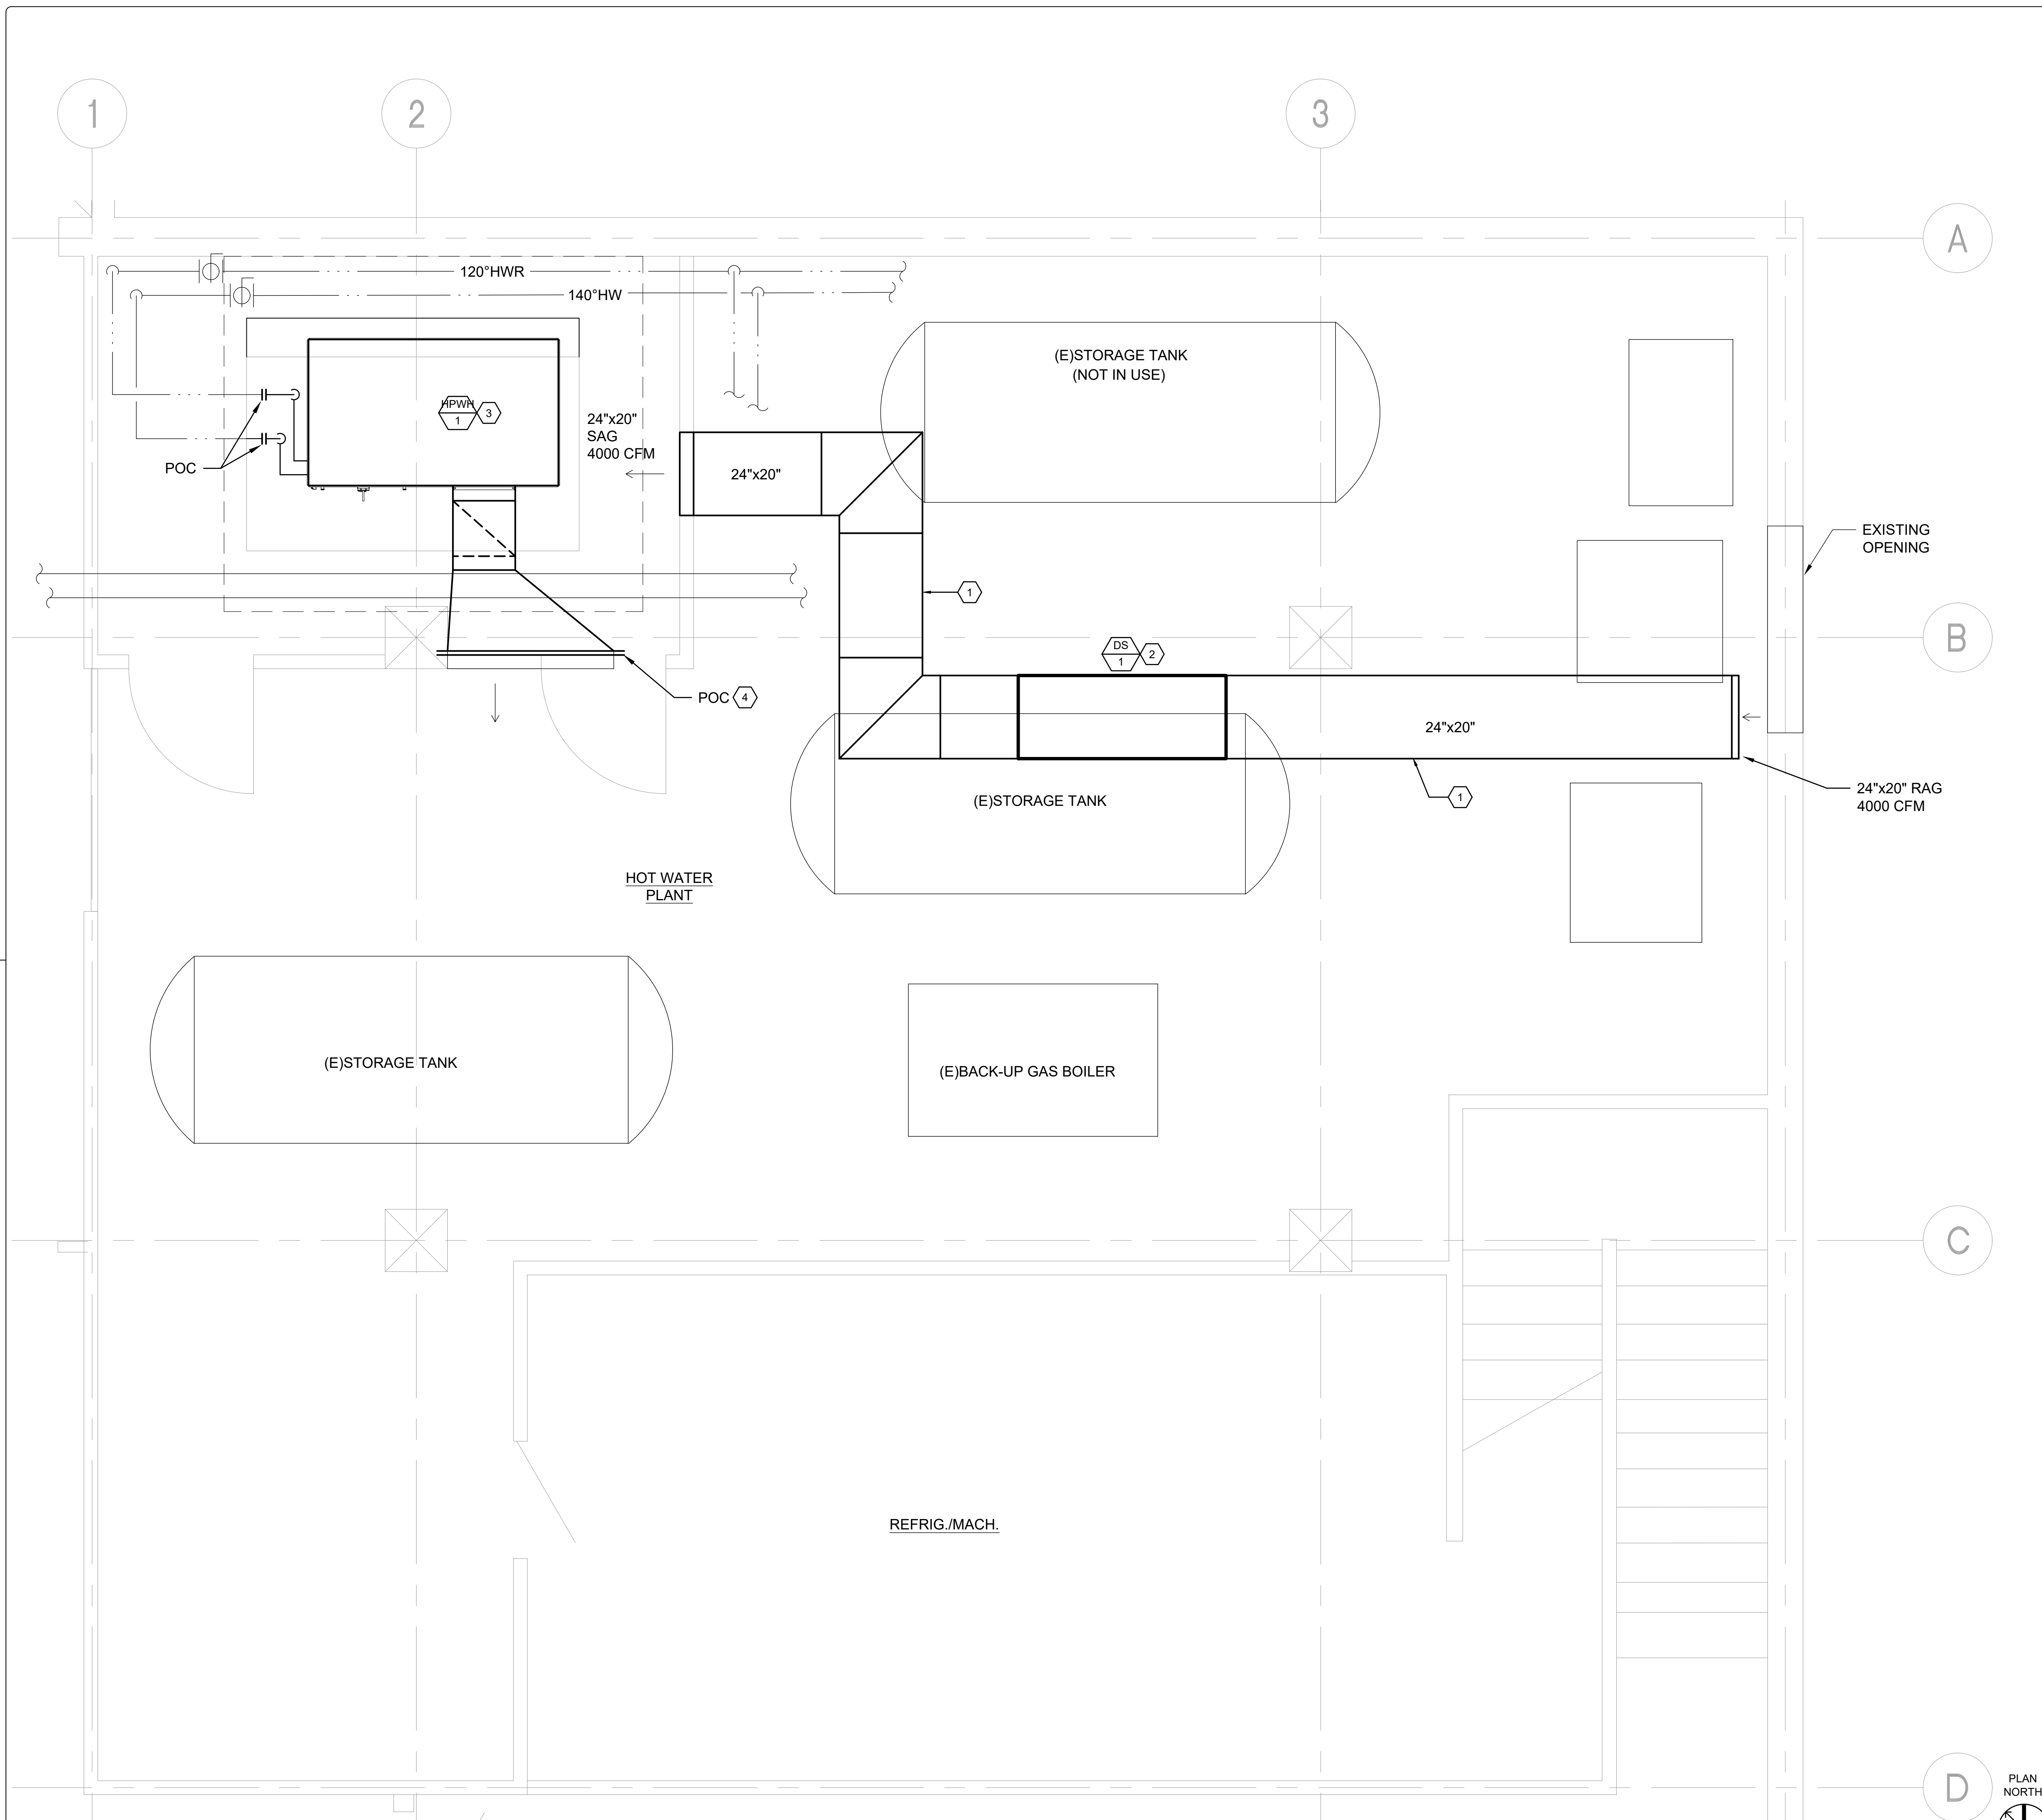 1
2
3
A
120°HWR
140°HW
(E)STORAGE TANK
(NOT IN USE)
HPWH
1
3
24"x20"
SAG
4000 CFM
POC
24"x20"
EXISTING
OPENING
1
B
DS
1
2
POC
4
24"x20"
24"x20" RAG
4000 CFM
1
(E)STORAGE TANK
HOT WATER
PLANT
(E)STORAGE TANK
(E)BACK-UP GAS BOILER
C
REFRIG./MACH.
D
PLAN
NORTH